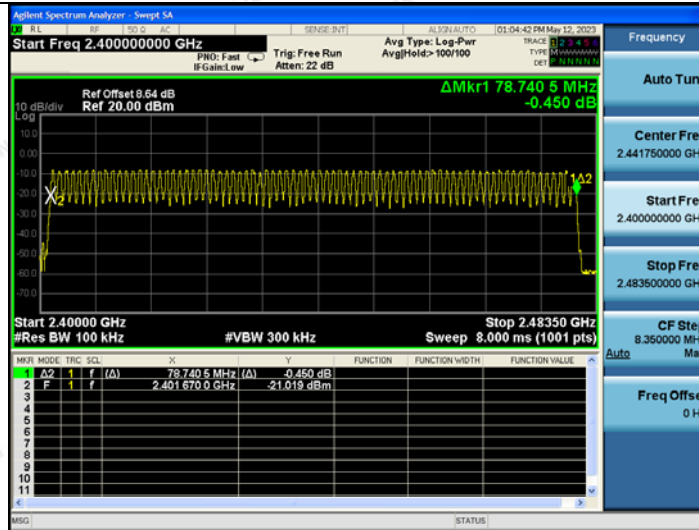 Agilent Spectrum Analyzer - Swept SA
LXI RL RF 50 Ω AC SENSE:INT ALIGN AUTO 01:04:42 PM May 12, 2023
Start Freq 2.400000000 GHz
PNO: Fast
IFGain:Low
Trig: Free Run
Atten: 22 dB
Avg Type: Log-Pwr
Avg|Hold:> 100/100
TRACE 1 2 3 4 5 6
TYPE M
DET P N N N N N
ΔMkr1 78.740 5 MHz
-0.450 dB
Ref Offset 8.64 dB
10 dB/div Ref 20.00 dBm
Log
10.0
0.00
-10.0
-20.0
-30.0
-40.0
-50.0
-60.0
-70.0
X2
1Δ2
Start 2.40000 GHz Stop 2.48350 GHz
#Res BW 100 kHz #VBW 300 kHz Sweep 8.000 ms (1001 pts)
MKR MODE TRC SCL X Y FUNCTION FUNCTION WIDTH FUNCTION VALUE
1 Δ2 1 f (Δ) 78.740 5 MHz (Δ) -0.450 dB
2 F 1 f 2.401 670 0 GHz -21.019 dBm
3
4
5
6
7
8
9
10
11
MSG STATUS
Frequency
Auto Tun
Center Fre
2.441750000 GH
Start Fre
2.400000000 GH
Stop Fre
2.483500000 GH
CF Ste
8.350000 MH
Auto Ma
Freq Offse
0 H